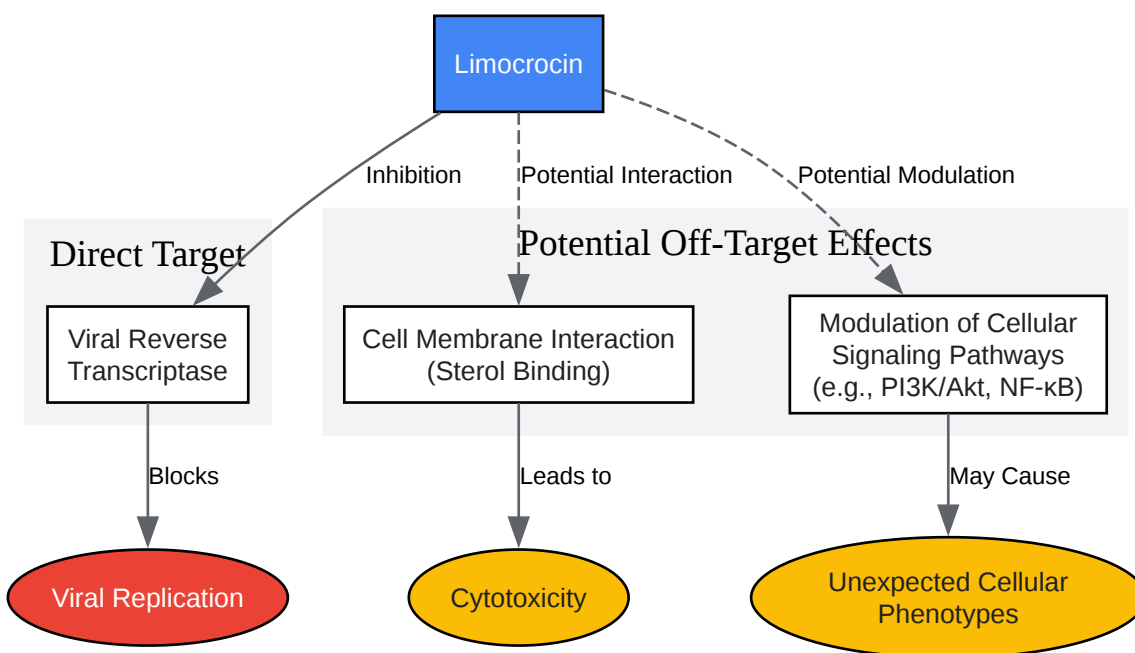 Limocrocin
Inhibition
Potential Interaction
Potential Modulation
Direct Target
Potential Off-Target Effects
Viral Reverse
Transcriptase
Cell Membrane Interaction
(Sterol Binding)
Modulation of Cellular
Signaling Pathways
(e.g., PI3K/Akt, NF-κB)
Blocks
Leads to
May Cause
Viral Replication
Cytotoxicity
Unexpected Cellular
Phenotypes